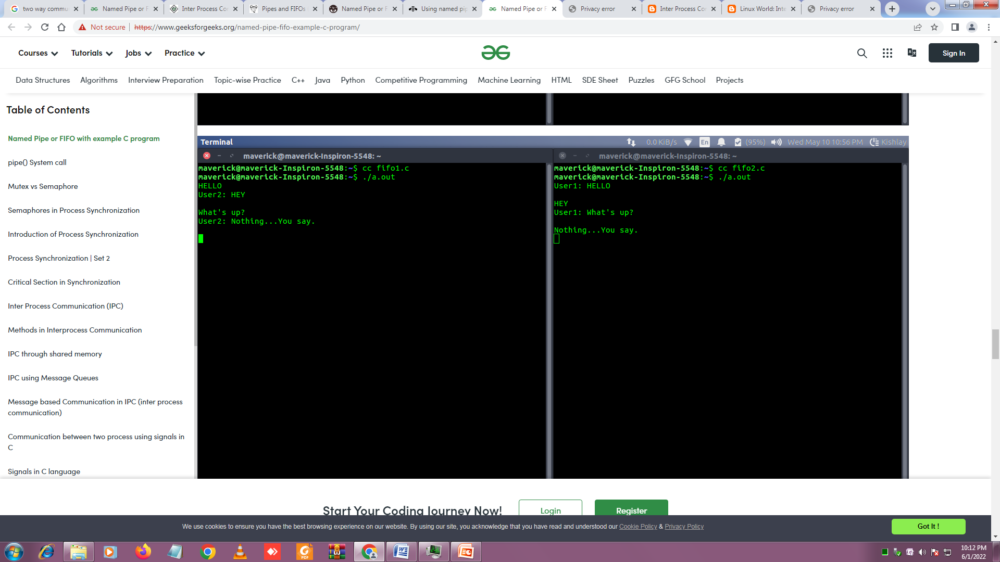 two way commu
Named Pipe or F
Inter Process Co
Pipes and FIFOs
Named Pipe or F
Using named pip
Named Pipe or F
Privacy error
Inter Process Co
Linux World: Inte
Privacy error
Not secure
https://www.geeksforgeeks.org/named-pipe-fifo-example-c-program/
Courses
Tutorials
Jobs
Practice
Sign In
Data Structures
Algorithms
Interview Preparation
Topic-wise Practice
C++
Java
Python
Competitive Programming
Machine Learning
HTML
SDE Sheet
Puzzles
GFG School
Projects
Table of Contents
Named Pipe or FIFO with example C program
pipe() System call
Mutex vs Semaphore
Semaphores in Process Synchronization
Introduction of Process Synchronization
Process Synchronization | Set 2
Critical Section in Synchronization
Inter Process Communication (IPC)
Methods in Interprocess Communication
IPC through shared memory
IPC using Message Queues
Message based Communication in IPC (inter process
communication)
Communication between two process using signals in
C
Signals in C language
Terminal
0.0 KiB/s
En
(95%)
Wed May 10 10:56 PM
Kishlay
maverick@maverick-Inspiron-5548: ~
maverick@maverick-Inspiron-5548:~$ cc fifo1.c
maverick@maverick-Inspiron-5548:~$ ./a.out
HELLO
User2: HEY
What's up?
User2: Nothing...You say.
maverick@maverick-Inspiron-5548: ~
maverick@maverick-Inspiron-5548:~$ cc fifo2.c
maverick@maverick-Inspiron-5548:~$ ./a.out
User1: HELLO
HEY
User1: What's up?
Nothing...You say.
Start Your Coding Journey Now!
Login
Register
We use cookies to ensure you have the best browsing experience on our website. By using our site, you acknowledge that you have read and understood our Cookie Policy & Privacy Policy
Got It !
PDF
10:12 PM
6/1/2022